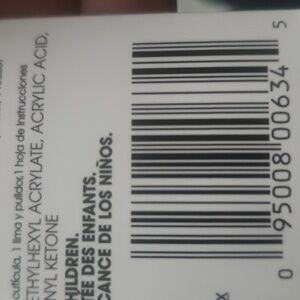 cutícula, 1 lima y pulidor, 1 hoja de instrucciones
ETHYLHEXYL ACRYLATE, ACRYLIC ACID,
NYL KETONE
HILDREN.
ÉE DES ENFANTS.
CANCE DE LOS NIÑOS.
0 95008 00634 5